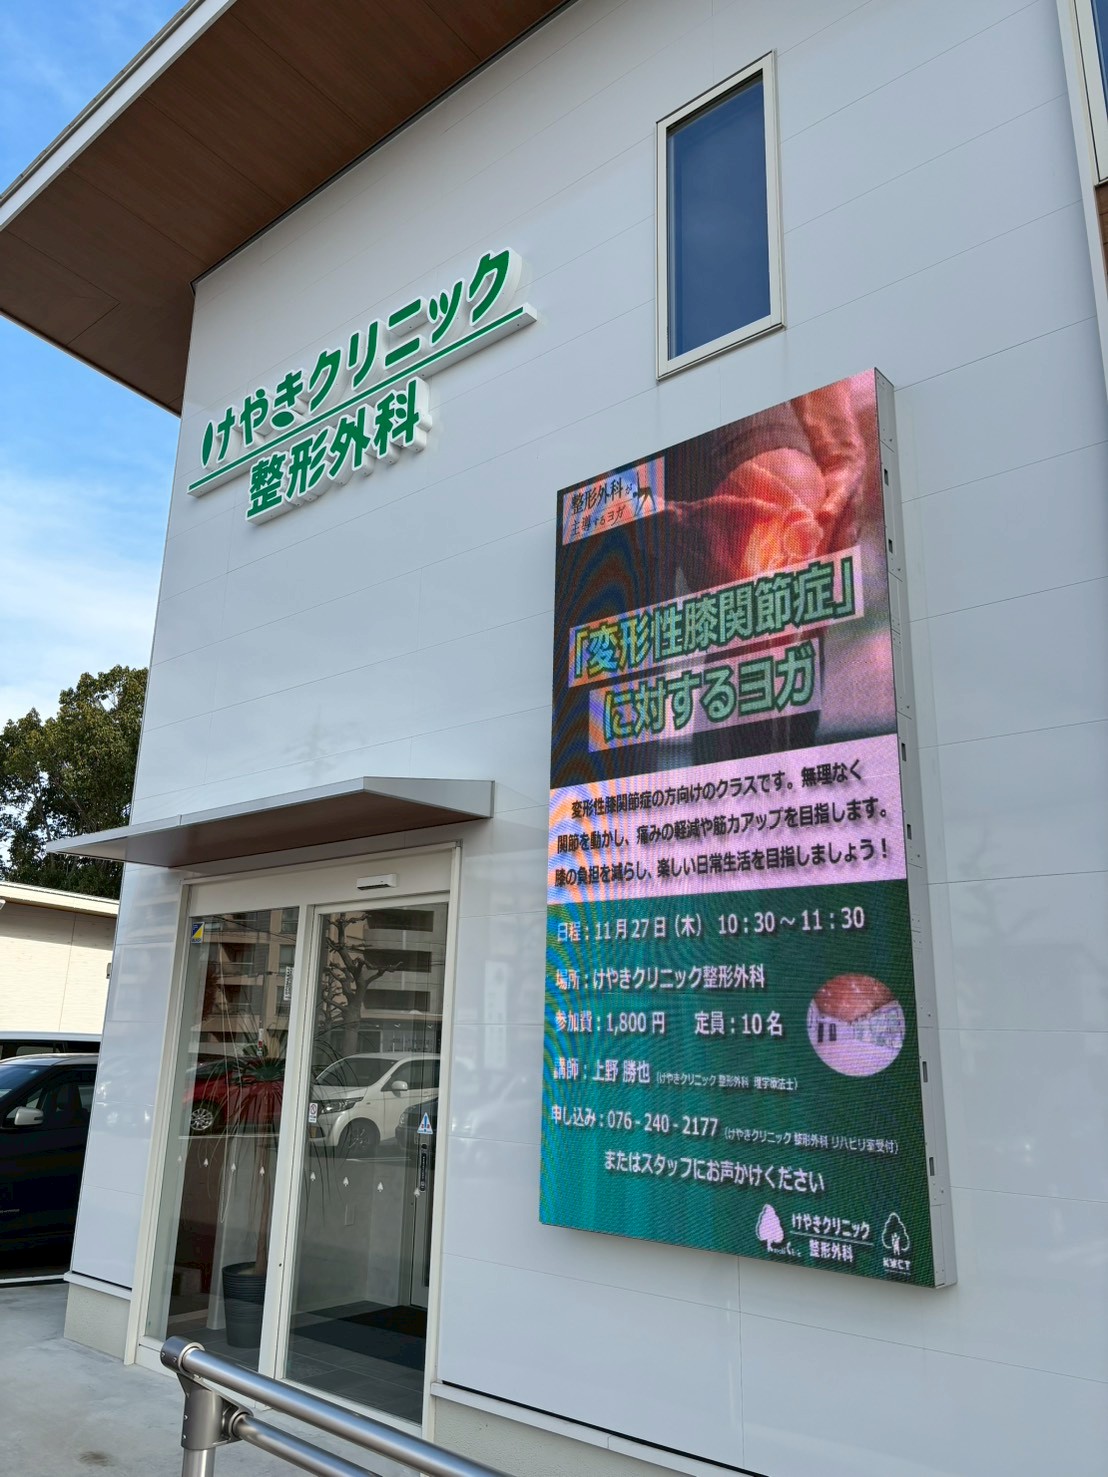 けやきクリニック
整形外科
整形外科が
主導するヨガ
「変形性膝関節症」
に対するヨガ
変形性膝関節症の方向けのクラスです。無理なく
関節を動かし、痛みの軽減や筋力アップを目指します。
膝の負担を減らし、楽しい日常生活を目指しましょう！
日程：11月27日（木） 10：30～11：30
場所：けやきクリニック整形外科
参加費：1,800円 定員：10名
講師：上野 勝也（けやきクリニック 整形外科 理学療法士）
申し込み：076-240-2177（けやきクリニック 整形外科 リハビリ室受付）
またはスタッフにお声かけください
けやきクリニック
整形外科